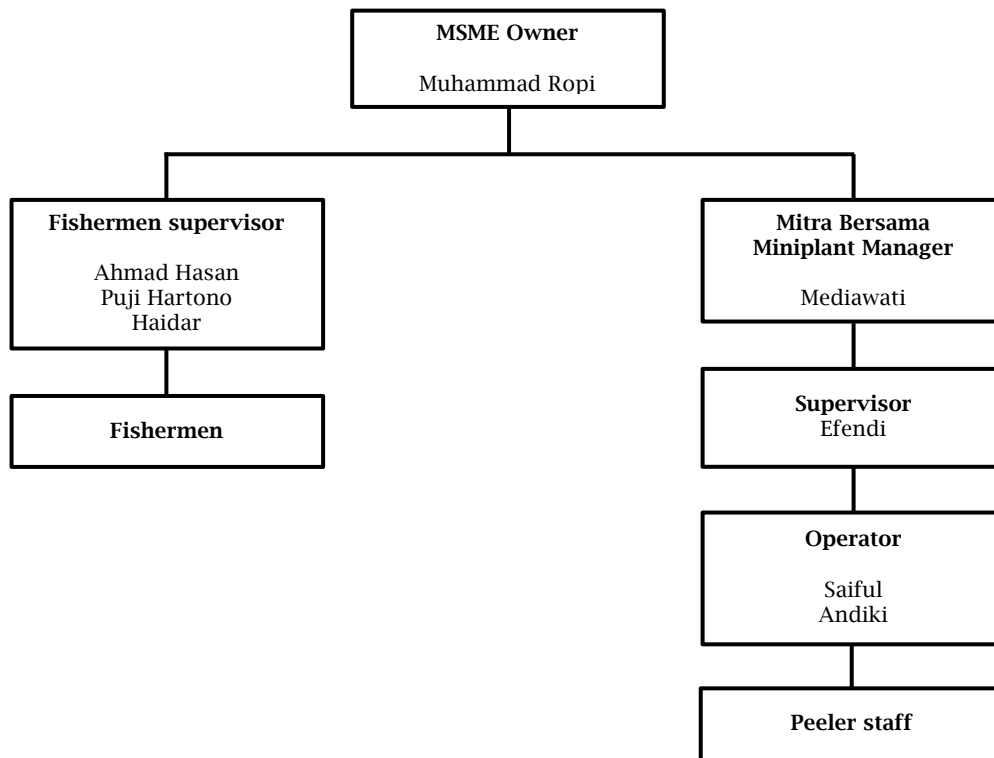 MSME Owner
Muhammad Ropi
Fishermen supervisor
Ahmad Hasan
Puji Hartono
Haidar
Fishermen
Mitra Bersama
Miniplant Manager
Mediawati
Supervisor
Efendi
Operator
Saiful
Andiki
Peeler staff